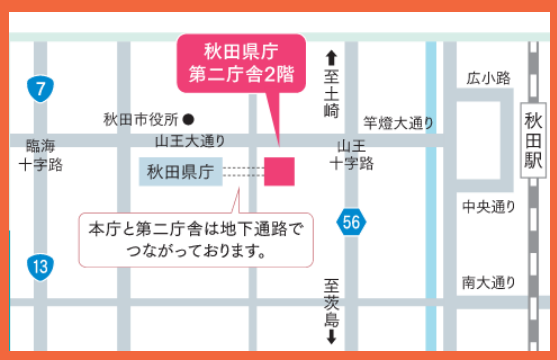 秋田県庁
第二庁舎2階
7
至土崎
広小路
秋田市役所
竿燈大通り
山王大通り
臨海
十字路
山王
十字路
秋田駅
秋田県庁
中央通り
本庁と第二庁舎は地下通路で
つながっております。
56
13
南大通り
至茨島